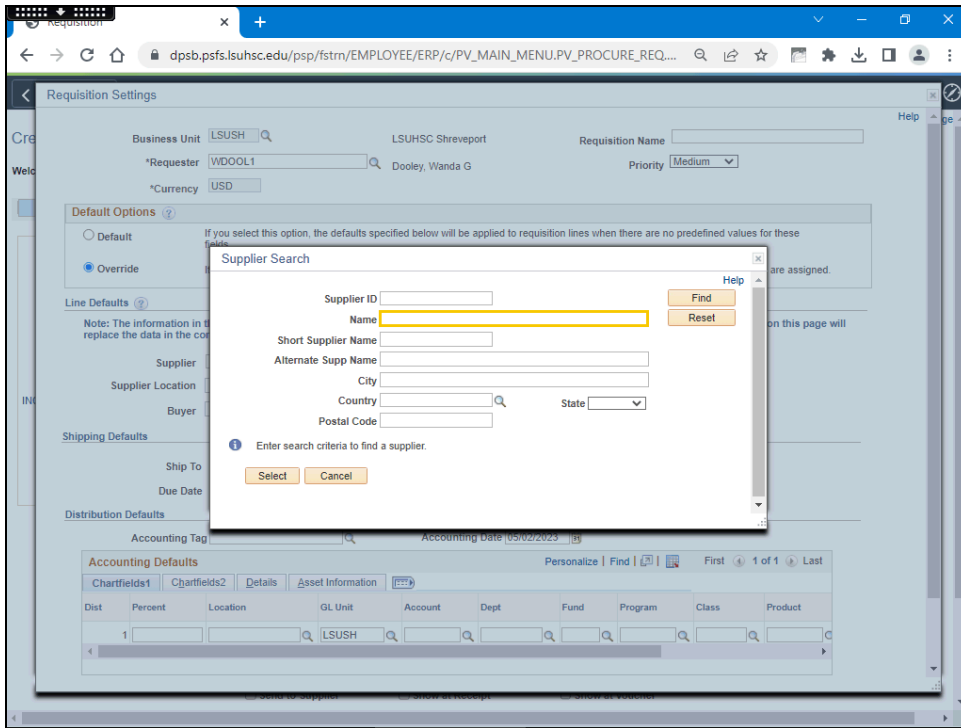 Requisition
dpsb.psfs.lsuhsc.edu/psp/fstrn/EMPLOYEE/ERP/c/PV_MAIN_MENU.PV_PROCURE_REQ....
Requisition Settings
Help
Cre
Business Unit LSUSH LSUHSC Shreveport Requisition Name
*Requester WDOOL1 Dooley, Wanda G Priority Medium
Welc
*Currency USD
Default Options
Default If you select this option, the defaults specified below will be applied to requisition lines when there are no predefined values for these
fields.
Override are assigned.
Supplier Search
Help
Supplier ID Find
Name Reset
Short Supplier Name
Alternate Supp Name
City
Country State
Postal Code
Enter search criteria to find a supplier.
Select Cancel
Line Defaults
Note: The information in on this page will
replace the data in the
Supplier
Supplier Location
Buyer
Shipping Defaults
Ship To
Due Date
Distribution Defaults
Accounting Tag Accounting Date 05/02/2023
Accounting Defaults Personalize | Find | First 1 of 1 Last
Chartfields1 Chartfields2 Details Asset Information
Dist Percent Location GL Unit Account Dept Fund Program Class Product
1 LSUSH